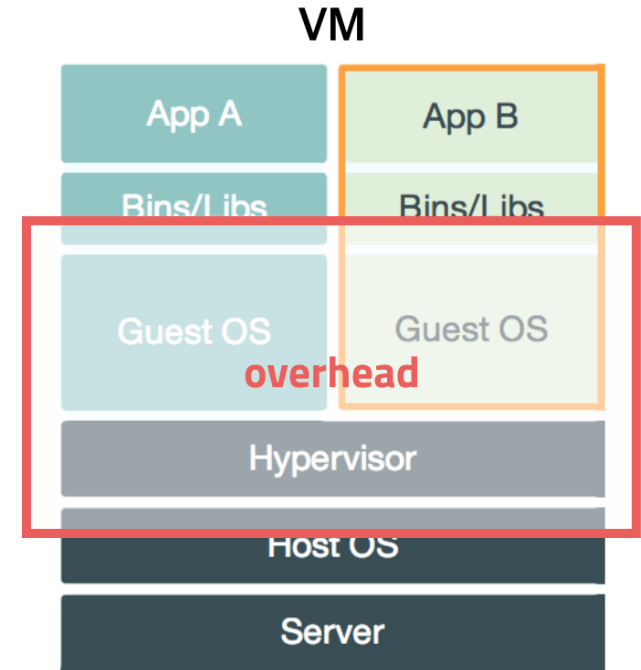 VM
App A App B
Bins/Libs Bins/Libs
Guest OS Guest OS
overhead
Hypervisor
Host OS
Server